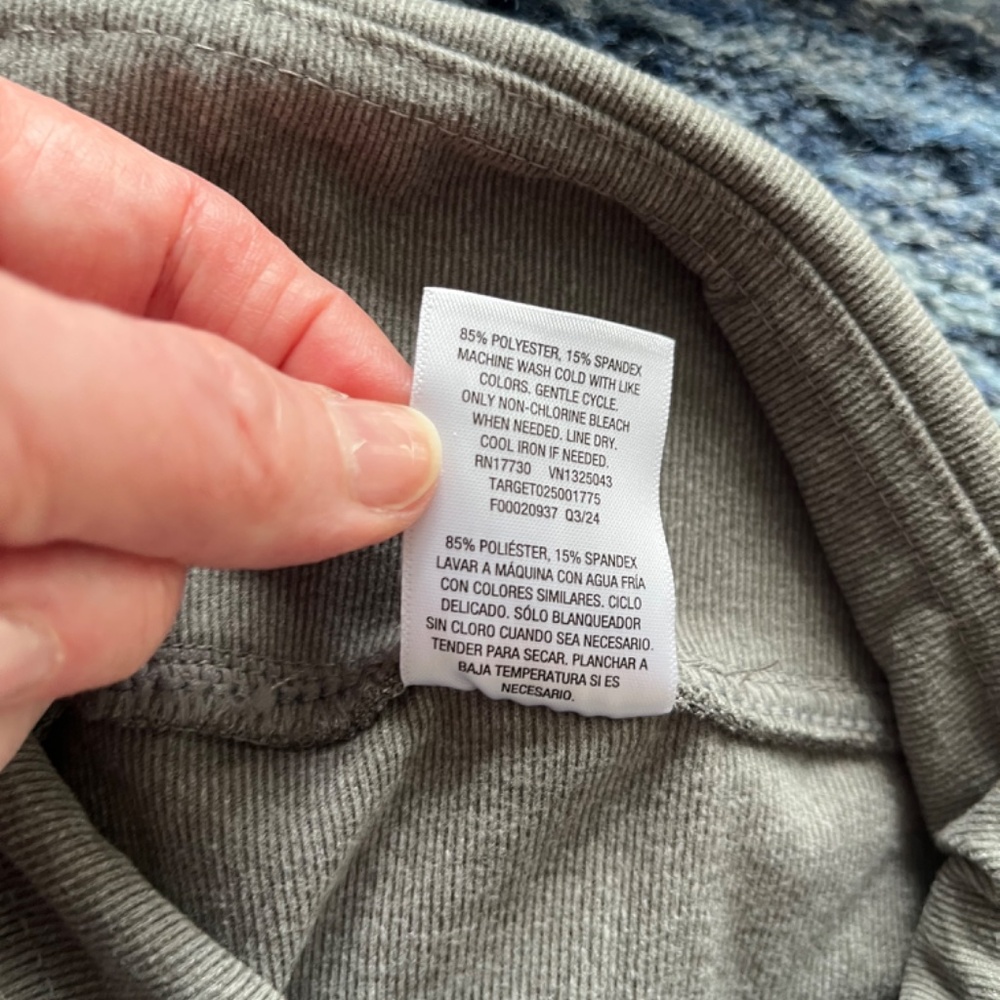 85% POLYESTER, 15% SPANDEX
MACHINE WASH COLD WITH LIKE
COLORS. GENTLE CYCLE.
ONLY NON-CHLORINE BLEACH
WHEN NEEDED. LINE DRY.
COOL IRON IF NEEDED.
RN17730 VN1325043
TARGET025001775
F00020937 Q3/24
85% POLIÉSTER, 15% SPANDEX
LAVAR A MÁQUINA CON AGUA FRÍA
CON COLORES SIMILARES. CICLO
DELICADO. SÓLO BLANQUEADOR
SIN CLORO CUANDO SEA NECESARIO.
TENDER PARA SECAR. PLANCHAR A
BAJA TEMPERATURA SI ES
NECESARIO.